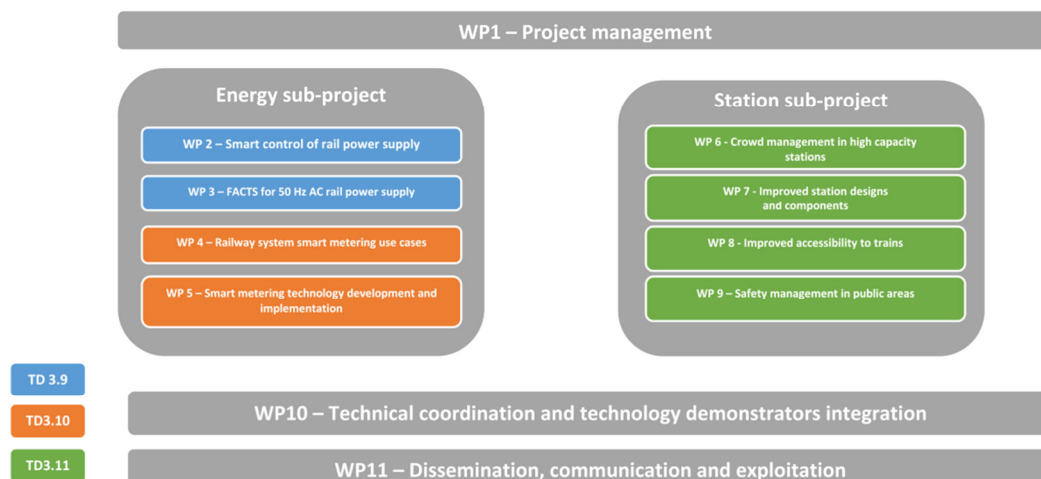 WP1 – Project management
Energy sub-project
WP 2 – Smart control of rail power supply
WP 3 – FACTS for 50 Hz AC rail power supply
WP 4 – Railway system smart metering use cases
WP 5 – Smart metering technology development and
implementation
Station sub-project
WP 6 - Crowd management in high capacity
stations
WP 7 - Improved station designs
and components
WP 8 - Improved accessibility to trains
WP 9 – Safety management in public areas
TD 3.9
TD3.10
TD3.11
WP10 – Technical coordination and technology demonstrators integration
WP11 – Dissemination, communication and exploitation